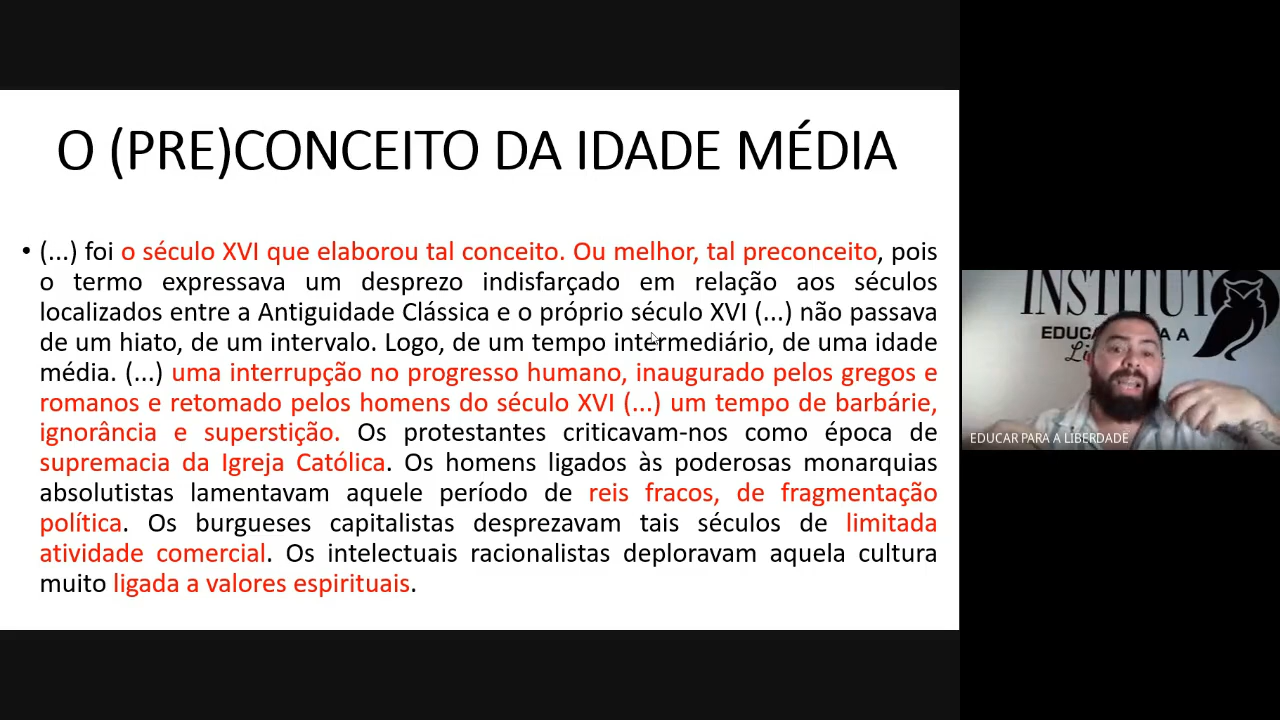 O (PRE)CONCEITO DA IDADE MÉDIA
• (...) foi o século XVI que elaborou tal conceito. Ou melhor, tal preconceito, pois
o termo expressava um desprezo indisfarçado em relação aos séculos
localizados entre a Antiguidade Clássica e o próprio século XVI (...) não passava
de um hiato, de um intervalo. Logo, de um tempo intermediário, de uma idade
média. (...) uma interrupção no progresso humano, inaugurado pelos gregos e
romanos e retomado pelos homens do século XVI (...) um tempo de barbárie,
ignorância e superstição. Os protestantes criticavam-nos como época de
supremacia da Igreja Católica. Os homens ligados às poderosas monarquias
absolutistas lamentavam aquele período de reis fracos, de fragmentação
política. Os burgueses capitalistas desprezavam tais séculos de limitada
atividade comercial. Os intelectuais racionalistas deploravam aquela cultura
muito ligada a valores espirituais.
INSTITUT
EDUCA A A
Li
EDUCAR PARA A LIBERDADE